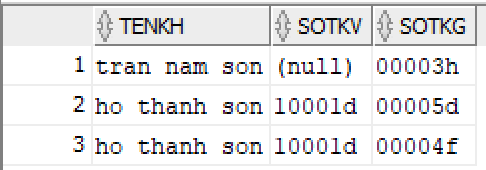 TENKH SOTKV SOTKG
1 tran nam son (null) 00003h
2 ho thanh son 10001d 00005d
3 ho thanh son 10001d 00004f